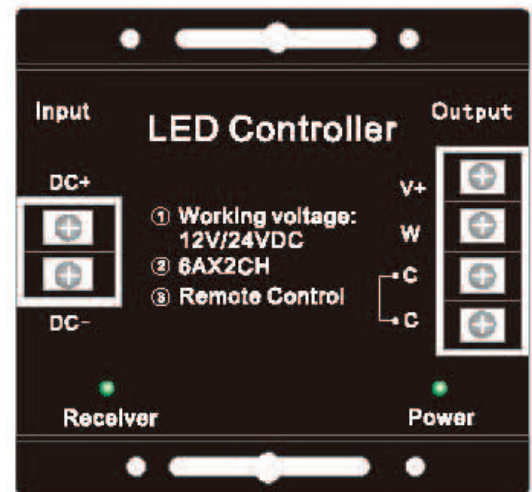 Input
LED Controller
Output
DC+
DC-
① Working voltage:
12V/24VDC
② 6AX2CH
③ Remote Control
V+
W
C
C
Receiver
Power